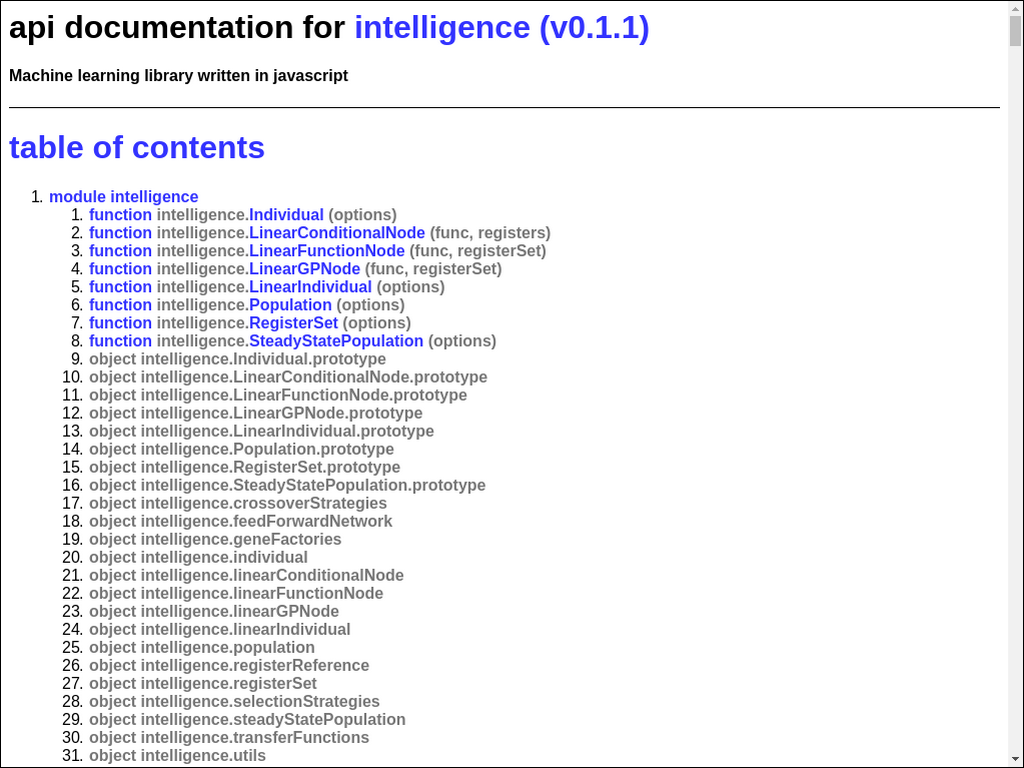 api documentation for intelligence (v0.1.1)
Machine learning library written in javascript
table of contents
1. module intelligence
1. function intelligence.Individual (options)
2. function intelligence.LinearConditionalNode (func, registers)
3. function intelligence.LinearFunctionNode (func, registerSet)
4. function intelligence.LinearGPNode (func, registerSet)
5. function intelligence.LinearIndividual (options)
6. function intelligence.Population (options)
7. function intelligence.RegisterSet (options)
8. function intelligence.SteadyStatePopulation (options)
9. object intelligence.Individual.prototype
10. object intelligence.LinearConditionalNode.prototype
11. object intelligence.LinearFunctionNode.prototype
12. object intelligence.LinearGPNode.prototype
13. object intelligence.LinearIndividual.prototype
14. object intelligence.Population.prototype
15. object intelligence.RegisterSet.prototype
16. object intelligence.SteadyStatePopulation.prototype
17. object intelligence.crossoverStrategies
18. object intelligence.feedForwardNetwork
19. object intelligence.geneFactories
20. object intelligence.individual
21. object intelligence.linearConditionalNode
22. object intelligence.linearFunctionNode
23. object intelligence.linearGPNode
24. object intelligence.linearIndividual
25. object intelligence.population
26. object intelligence.registerReference
27. object intelligence.registerSet
28. object intelligence.selectionStrategies
29. object intelligence.steadyStatePopulation
30. object intelligence.transferFunctions
31. object intelligence.utils